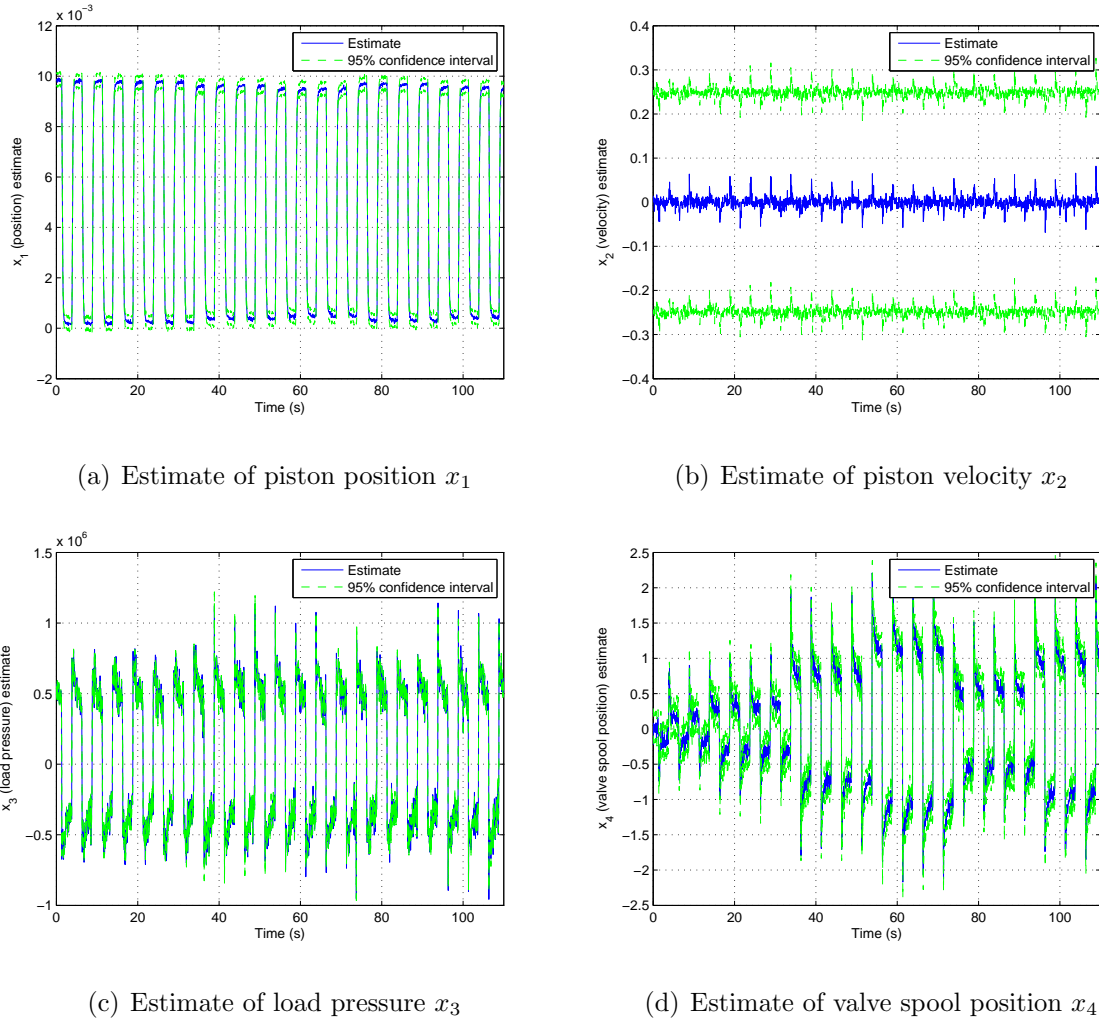 12 × 10⁻³
Estimate
95% confidence interval
10
8
6
4
2
0
−2
x₁ (position) estimate
0 20 40 60 80 100
Time (s)
(a) Estimate of piston position x₁
0.4
Estimate
95% confidence interval
0.3
0.2
0.1
0
−0.1
−0.2
−0.3
−0.4
x₂ (velocity) estimate
0 20 40 60 80 100
Time (s)
(b) Estimate of piston velocity x₂
1.5 × 10⁶
Estimate
95% confidence interval
1
0.5
0
−0.5
−1
x₃ (load pressure) estimate
0 20 40 60 80 100
Time (s)
(c) Estimate of load pressure x₃
2.5
Estimate
95% confidence interval
2
1.5
1
0.5
0
−0.5
−1
−1.5
−2
−2.5
x₄ (valve spool position) estimate
0 20 40 60 80 100
Time (s)
(d) Estimate of valve spool position x₄